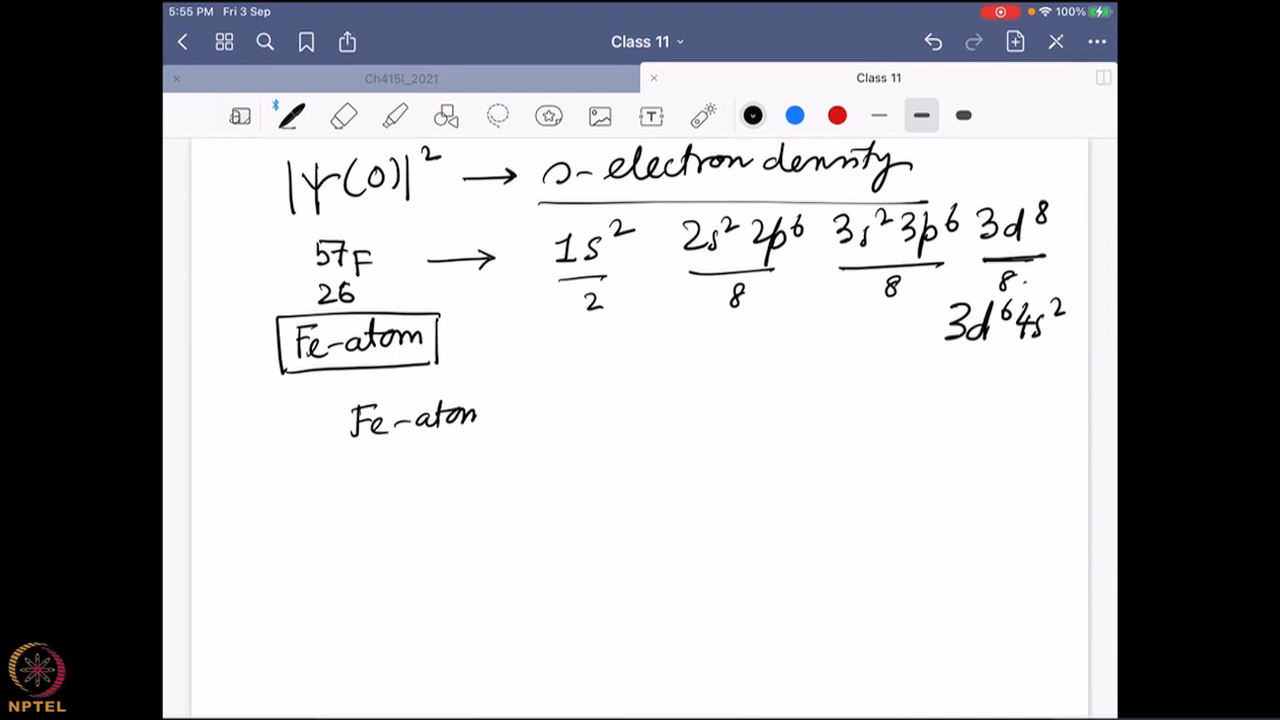 5:55 PM Fri 3 Sep 100%
Class 11
Ch415I_2021 Class 11
|ψ(0)|² → s-electron density
57F → 1s² 2s² 2p⁶ 3s² 3p⁶ 3d⁸
26 2 8 8 8
Fe-atom 3d⁶4s²
Fe-atom
NPTEL